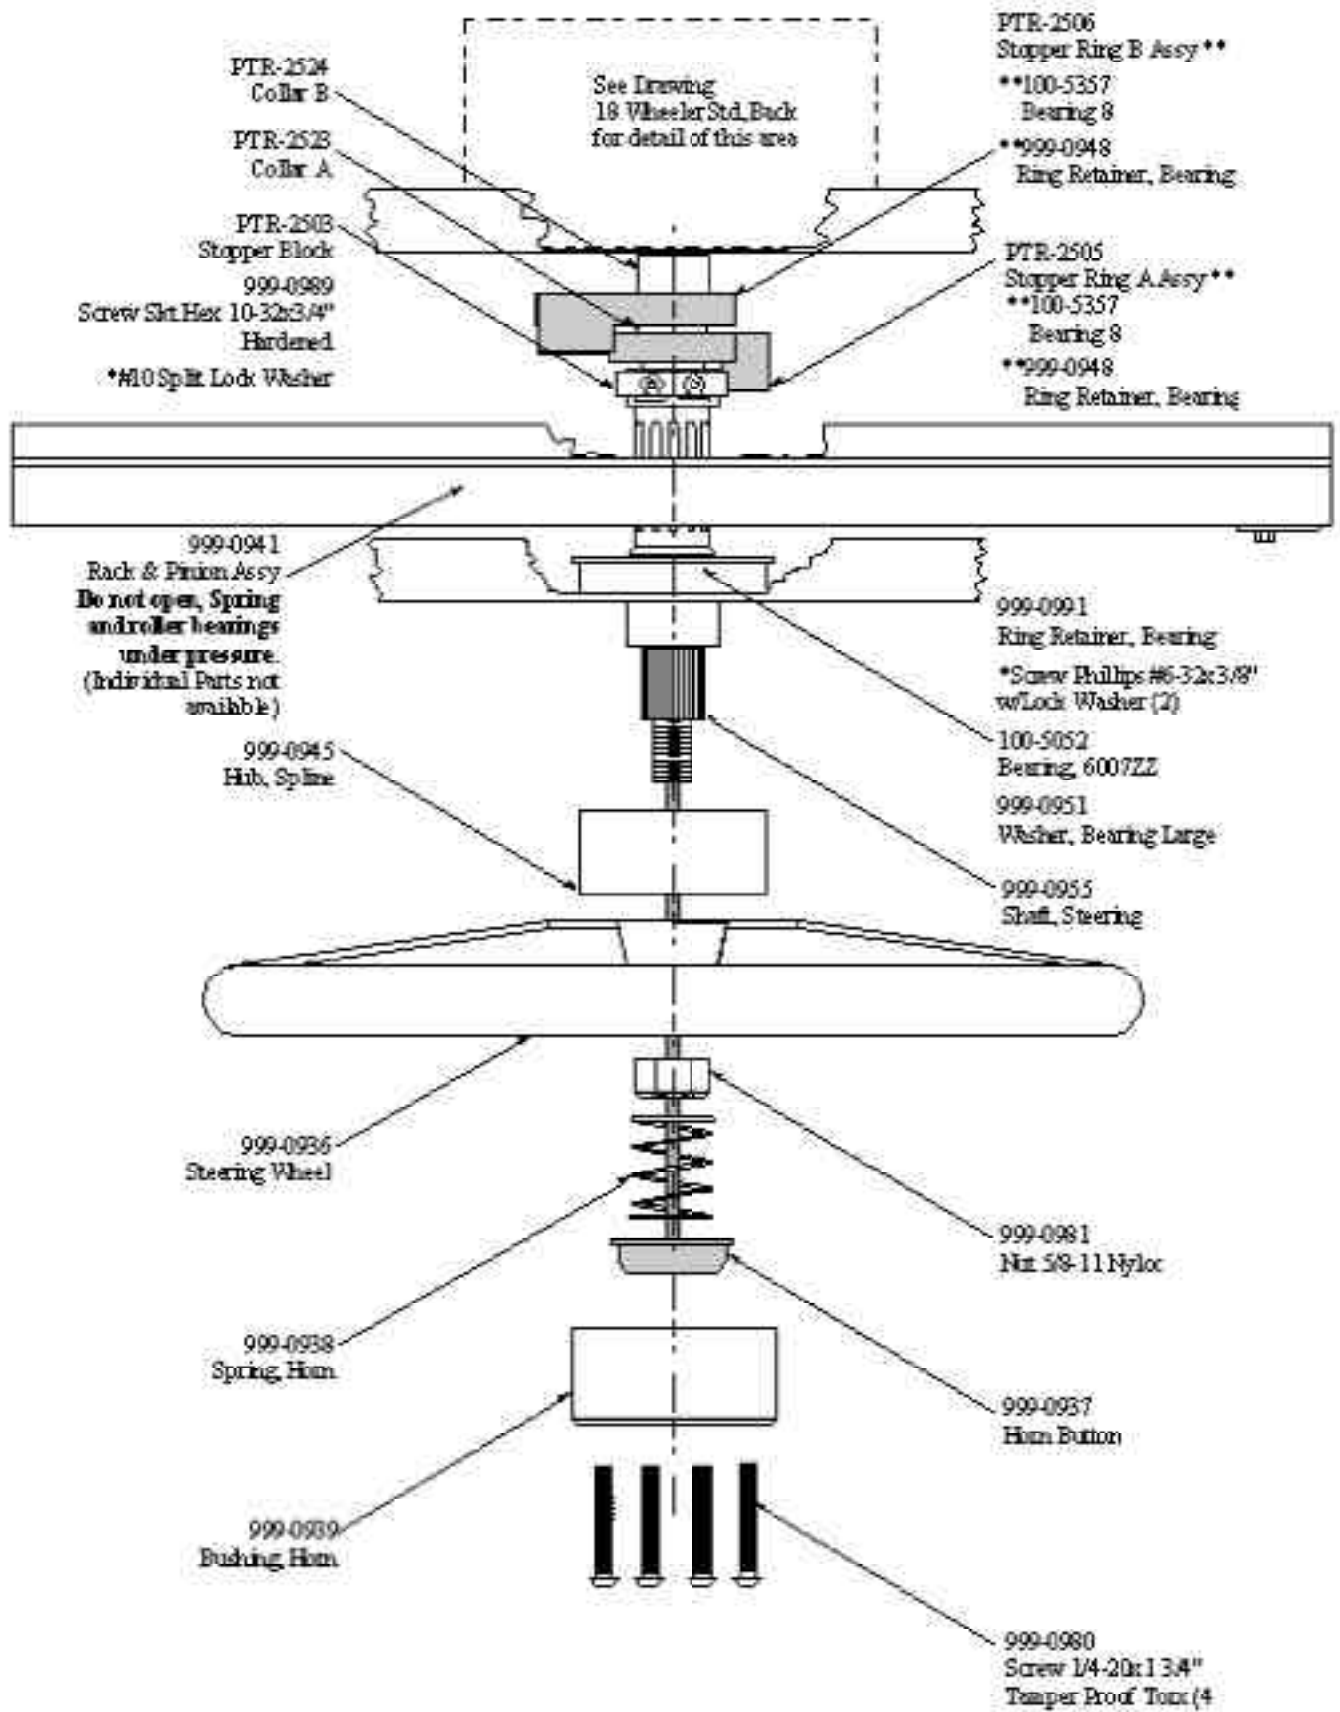 PTR-2524
Collar B
PTR-2523
Collar A
PTR-2503
Stopper Block
999-0989
Screw Skt Hex 10-32x3/4"
Hardened
*#10 Split Lock Washer
See Drawing
18 Wheeler Std, Back
for detail of this area
PTR-2506
Stopper Ring B Assy **
**100-5357
Bearing 8
**999-0948
Ring Retainer, Bearing
PTR-2505
Stopper Ring A Assy **
**100-5357
Bearing 8
**999-0948
Ring Retainer, Bearing
999-0941
Rack & Pinion Assy
Do not open, Spring
and roller bearings
under pressure.
(Individual Parts not
available)
999-0991
Ring Retainer, Bearing
*Screw Phillips #6-32x3/8"
w/Lock Washer (2)
100-5052
Bearing, 6007ZZ
999-0951
Washer, Bearing Large
999-0955
Shaft, Steering
999-0945
Hub, Spline
999-0936
Steering Wheel
999-0981
Nut 5/8-11 Nyloc
999-0938
Spring, Horn
999-0937
Horn Button
999-0939
Bushing, Horn
999-0980
Screw 1/4-20x1 3/4"
Tamper Proof Torx (4